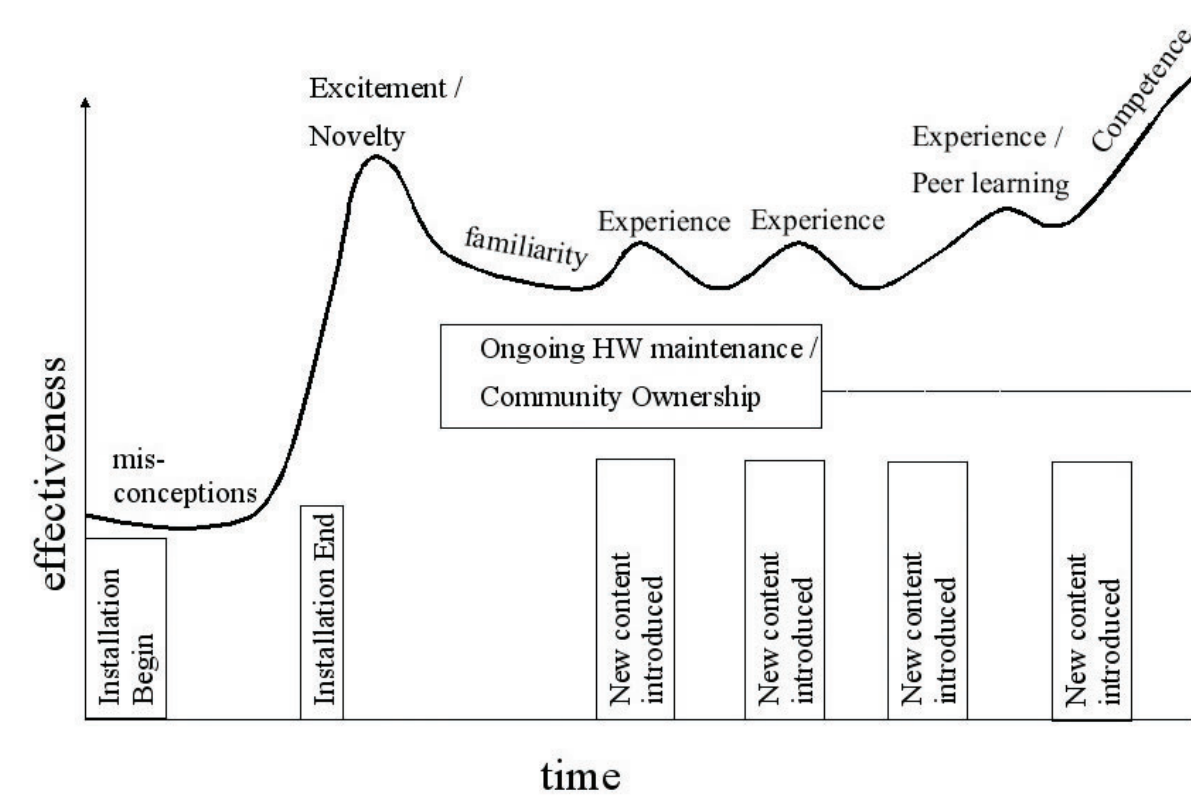 Excitement /
Novelty
Experience /
Peer learning
Competence
familiarity
Experience
Experience
Ongoing HW maintenance /
Community Ownership
mis-
conceptions
effectiveness
Installation
Begin
Installation End
New content
introduced
New content
introduced
New content
introduced
New content
introduced
time